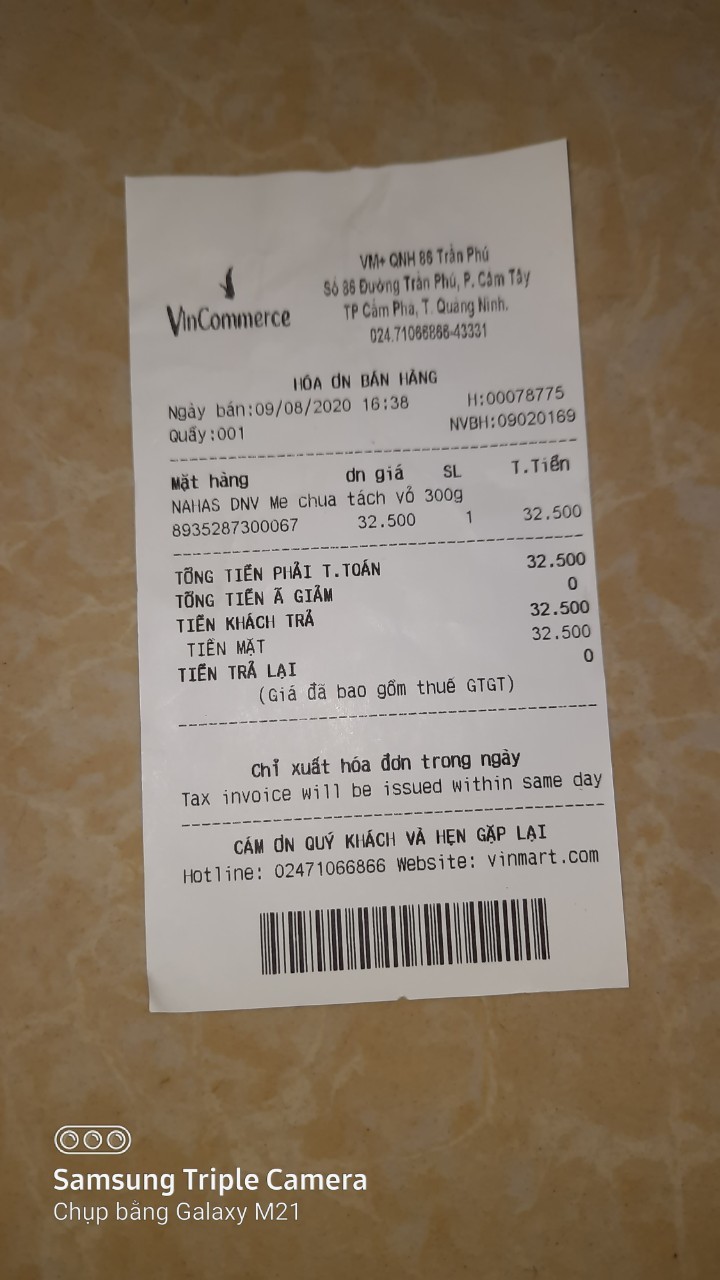 VinCommerce
VM+ QNH 86 Trần Phú
Số 86 Đường Trần Phú, P. Cẩm Tây
TP Cẩm Phả, T. Quảng Ninh.
024.71066866-43331
HÓA ƠN BÁN HÀNG
Ngày bán:09/08/2020 16:38 H:00078775
Quầy:001 NVBH:09020169
Mặt hàng ơn giá SL T.Tiền
NAHAS DNV Me chua tách vỏ 300g
8935287300067 32.500 1 32.500
TỔNG TIỀN PHẢI T.TOÁN 32.500
TỔNG TIỀN Ã GIẢM 0
TIỀN KHÁCH TRẢ 32.500
TIỀN MẶT 32.500
TIỀN TRẢ LẠI 0
(Giá đã bao gồm thuế GTGT)
Chỉ xuất hóa đơn trong ngày
Tax invoice will be issued within same day
CÁM ƠN QUÝ KHÁCH VÀ HẸN GẶP LẠI
Hotline: 02471066866 Website: vinmart.com
Samsung Triple Camera
Chụp bằng Galaxy M21